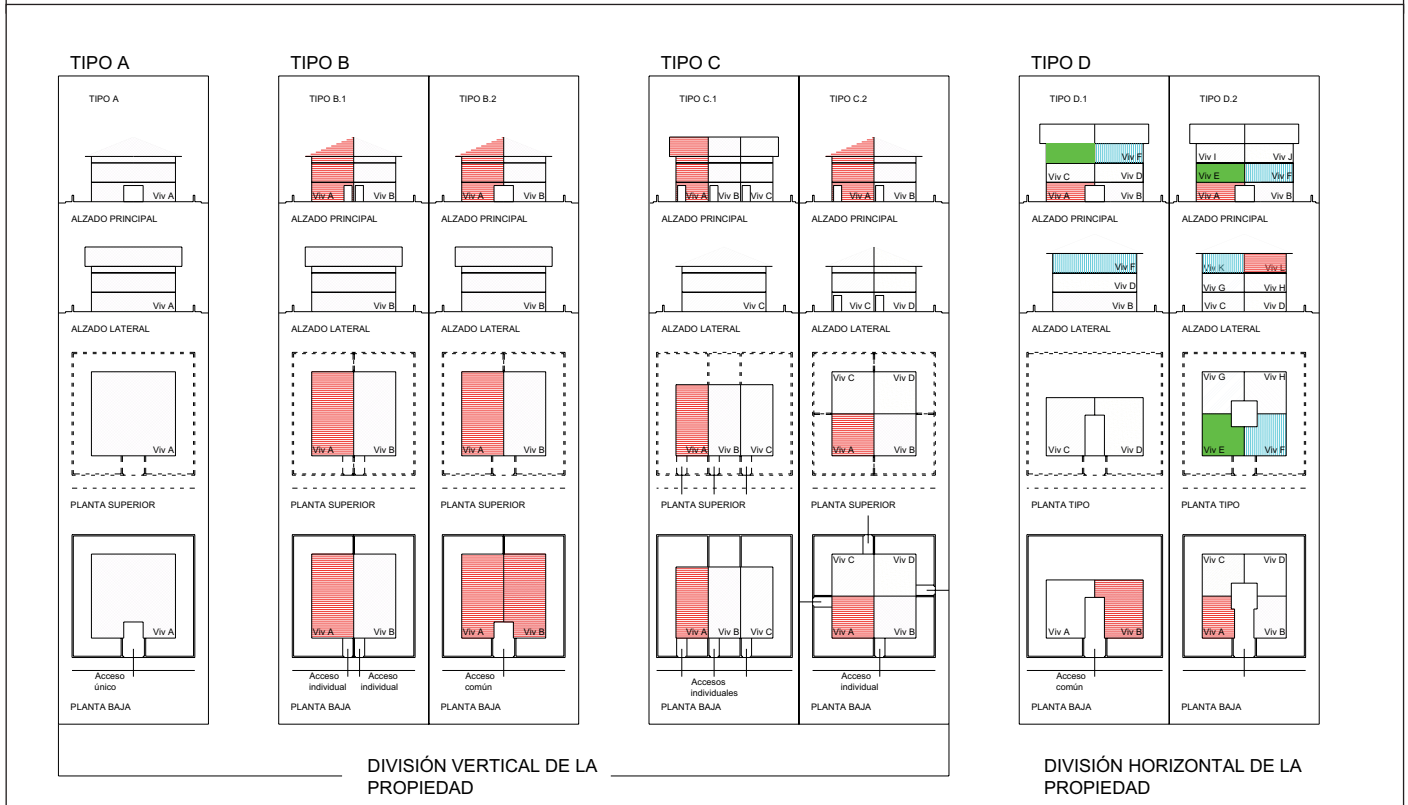 TIPO A
TIPO B
TIPO C
TIPO D
TIPO A
TIPO B.1
TIPO B.2
TIPO C.1
TIPO C.2
TIPO D.1
TIPO D.2
Viv F
Viv I
Viv J
Viv C
Viv D
Viv E
Viv F
Viv A
Viv A
Viv B
Viv A
Viv B
Viv A
Viv B
Viv C
Viv A
Viv B
Viv A
Viv B
Viv A
Viv B
ALZADO PRINCIPAL
ALZADO PRINCIPAL
ALZADO PRINCIPAL
ALZADO PRINCIPAL
ALZADO PRINCIPAL
ALZADO PRINCIPAL
ALZADO PRINCIPAL
Viv F
Viv K
Viv L
Viv D
Viv G
Viv H
Viv A
Viv B
Viv B
Viv C
Viv C
Viv D
Viv B
Viv C
Viv D
ALZADO LATERAL
ALZADO LATERAL
ALZADO LATERAL
ALZADO LATERAL
ALZADO LATERAL
ALZADO LATERAL
ALZADO LATERAL
Viv C
Viv D
Viv G
Viv H
Viv A
Viv A
Viv B
Viv A
Viv B
Viv A
Viv B
Viv C
Viv A
Viv B
Viv C
Viv D
Viv E
Viv F
PLANTA SUPERIOR
PLANTA SUPERIOR
PLANTA SUPERIOR
PLANTA SUPERIOR
PLANTA SUPERIOR
PLANTA TIPO
PLANTA TIPO
Viv C
Viv D
Viv C
Viv D
Viv A
Viv A
Viv B
Viv A
Viv B
Viv A
Viv B
Viv C
Viv A
Viv B
Viv A
Viv B
Viv A
Viv B
Acceso
único
Acceso
individual
Acceso
individual
Acceso
común
Accesos
individuales
Acceso
individual
Acceso
común
PLANTA BAJA
PLANTA BAJA
PLANTA BAJA
PLANTA BAJA
PLANTA BAJA
PLANTA BAJA
PLANTA BAJA
DIVISIÓN VERTICAL DE LA
PROPIEDAD
DIVISIÓN HORIZONTAL DE LA
PROPIEDAD